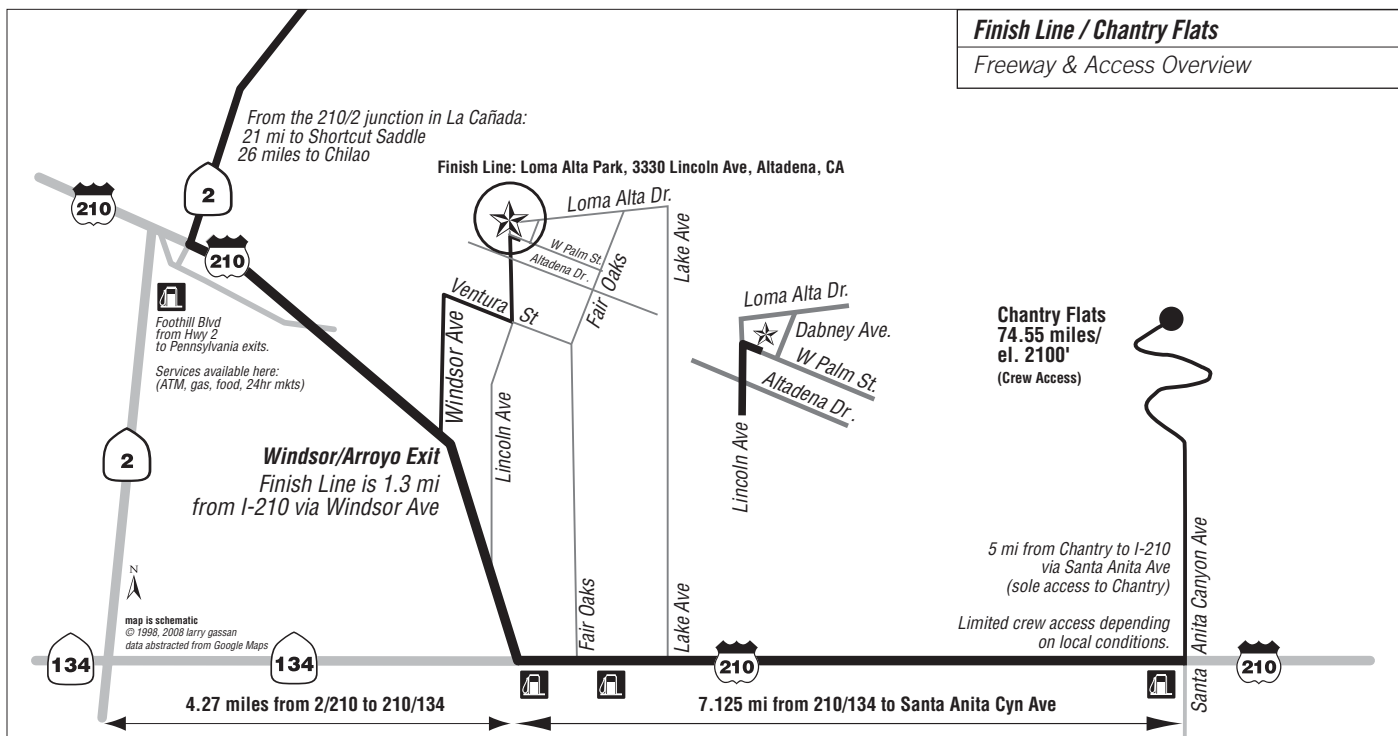 Finish Line / Chantry Flats
Freeway & Access Overview
From the 210/2 junction in La Cañada:
21 mi to Shortcut Saddle
26 miles to Chilao
Finish Line: Loma Alta Park, 3330 Lincoln Ave, Altadena, CA
2
210
210
Loma Alta Dr.
W Palm St.
Altadena Dr.
Fair Oaks
Lake Ave
Ventura St
Windsor Ave
Lincoln Ave
Foothill Blvd
from Hwy 2
to Pennsylvania exits.
Services available here:
(ATM, gas, food, 24hr mkts)
Loma Alta Dr.
Dabney Ave.
W Palm St.
Altadena Dr.
Lincoln Ave
Chantry Flats
74.55 miles/
el. 2100'
(Crew Access)
2
Windsor/Arroyo Exit
Finish Line is 1.3 mi
from I-210 via Windsor Ave
5 mi from Chantry to I-210
via Santa Anita Ave
(sole access to Chantry)
Limited crew access depending
on local conditions.
Santa Anita Canyon Ave
N
map is schematic
© 1998, 2008 larry gassan
data abstracted from Google Maps
Fair Oaks
Lake Ave
134
134
210
210
4.27 miles from 2/210 to 210/134
7.125 mi from 210/134 to Santa Anita Cyn Ave